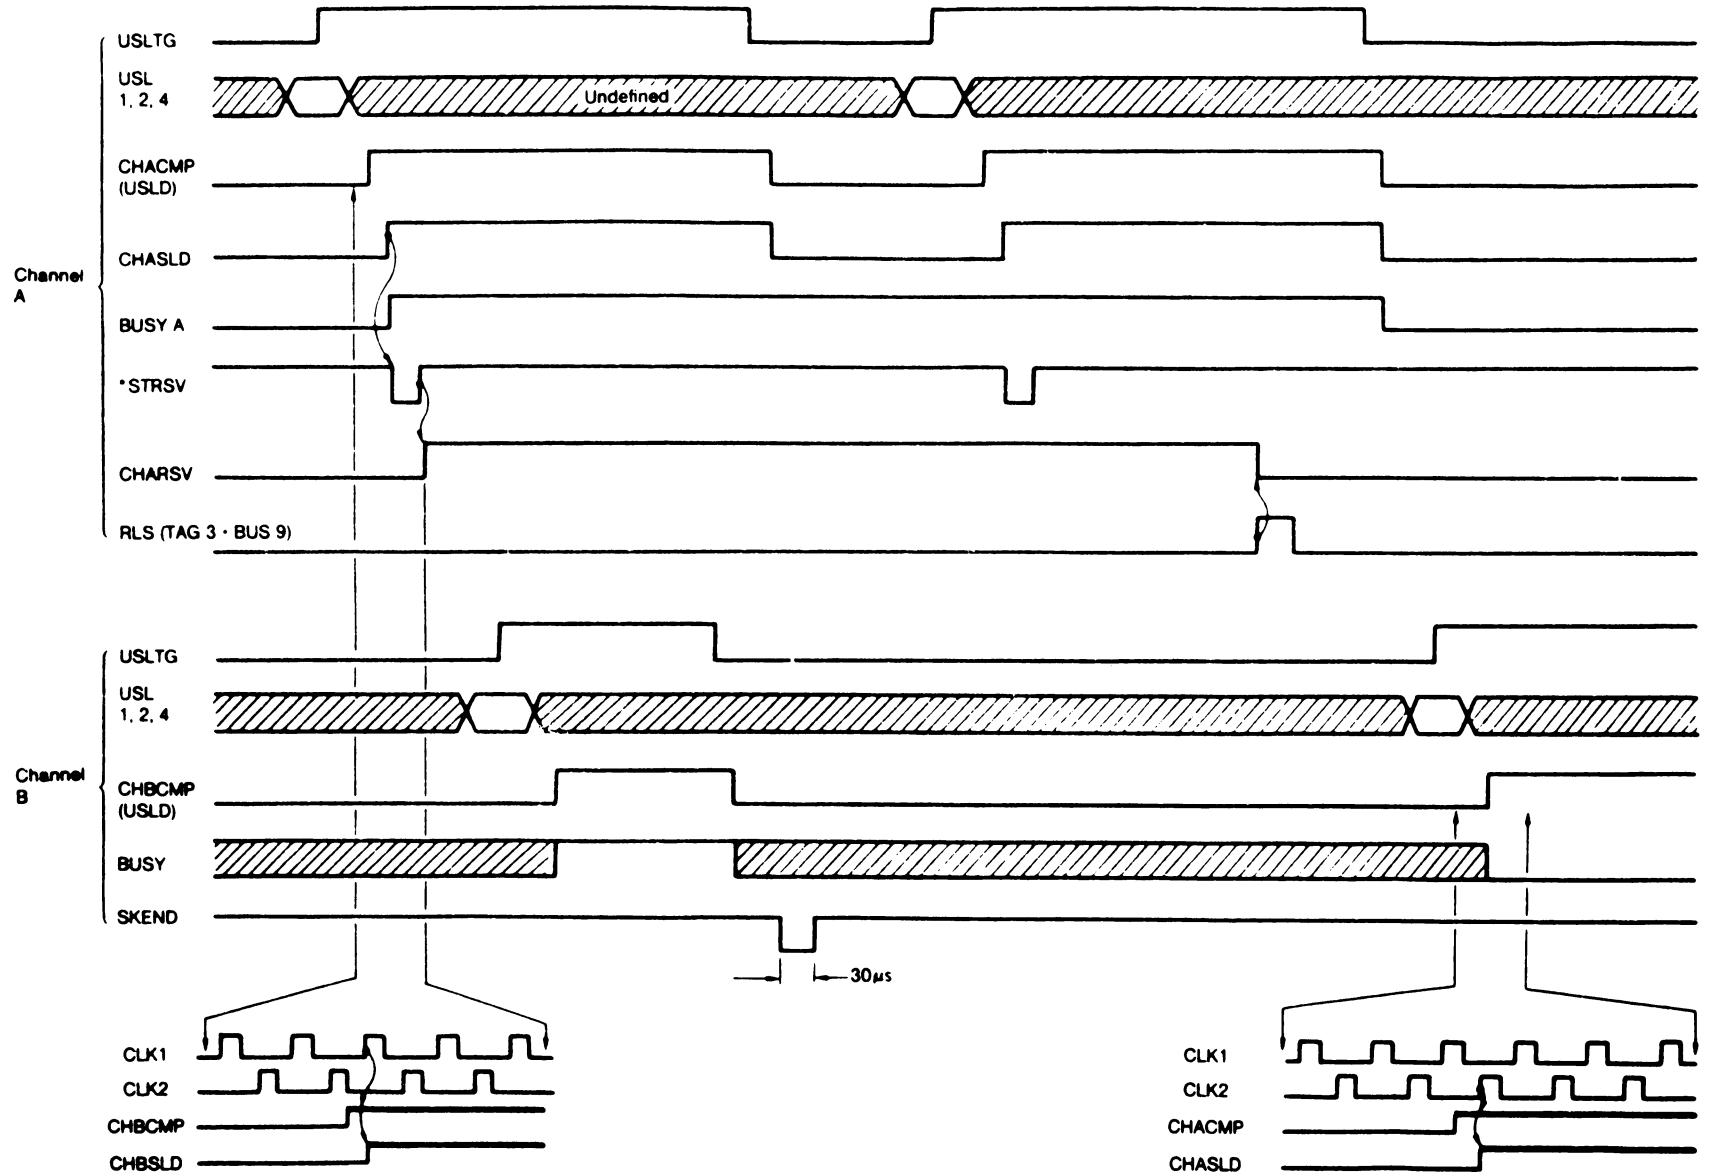 USLTG
USL
1, 2, 4
Undefined
CHACMP
(USLD)
CHASLD
Channel
A
BUSY A
*STRSV
CHARSV
RLS (TAG 3 · BUS 9)
USLTG
USL
1, 2, 4
Channel
B
CHBCMP
(USLD)
BUSY
SKEND
30μs
CLK1
CLK2
CHBCMP
CHBSLD
CLK1
CLK2
CHACMP
CHASLD